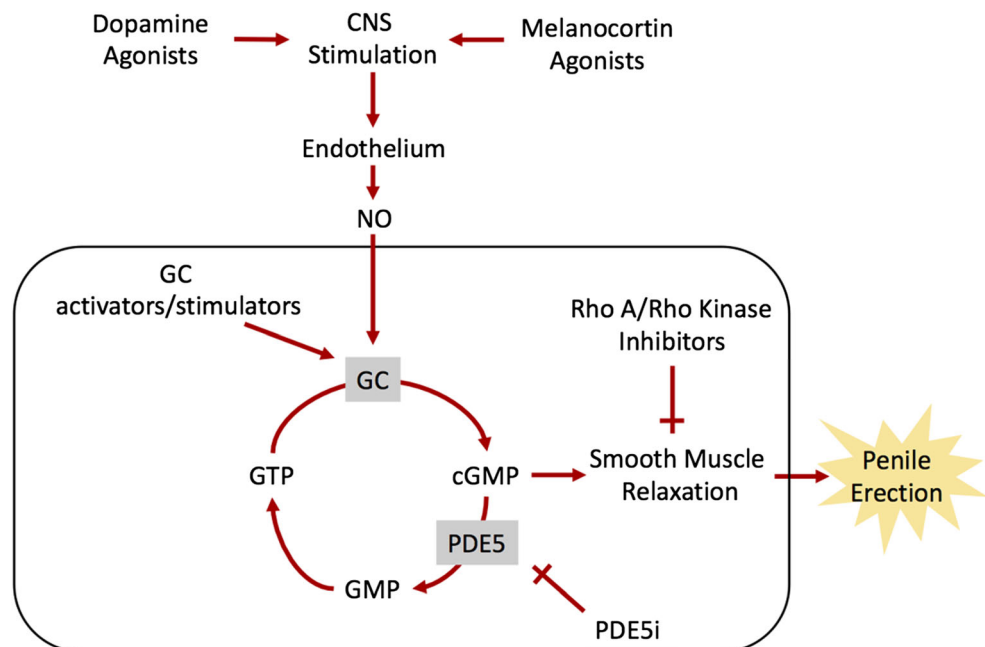 Dopamine
Agonists
CNS
Stimulation
Melanocortin
Agonists
Endothelium
NO
GC
activators/stimulators
Rho A/Rho Kinase
Inhibitors
GC
GTP
cGMP
Smooth Muscle
Relaxation
Penile
Erection
PDE5
GMP
PDE5i